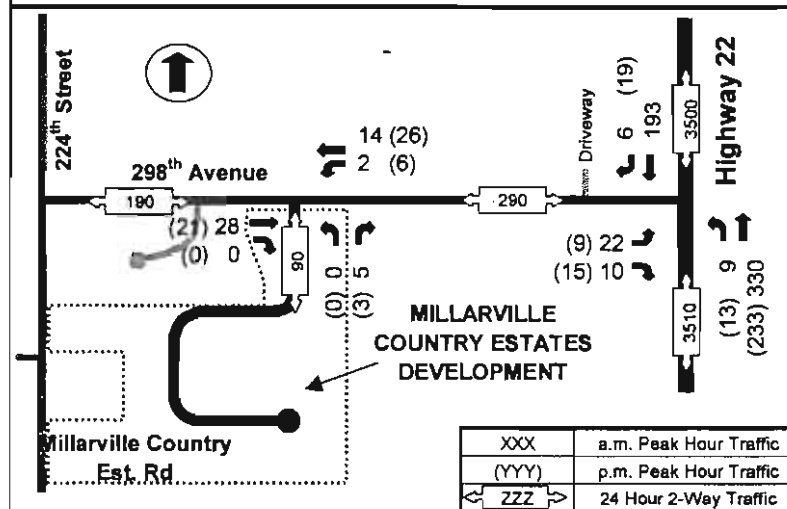 224th Street
Highway 22
(19)
6
193
3500
Driveway
14 (26)
2 (6)
298th Avenue
190
290
(21) 28
(0) 0
90
(0) 0
(3) 5
(9) 22
(15) 10
(13) 9
(233) 330
3510
MILLARVILLE
COUNTRY ESTATES
DEVELOPMENT
Millarville Country
Est. Rd
XXX a.m. Peak Hour Traffic
(YYY) p.m. Peak Hour Traffic
ZZZ 24 Hour 2-Way Traffic